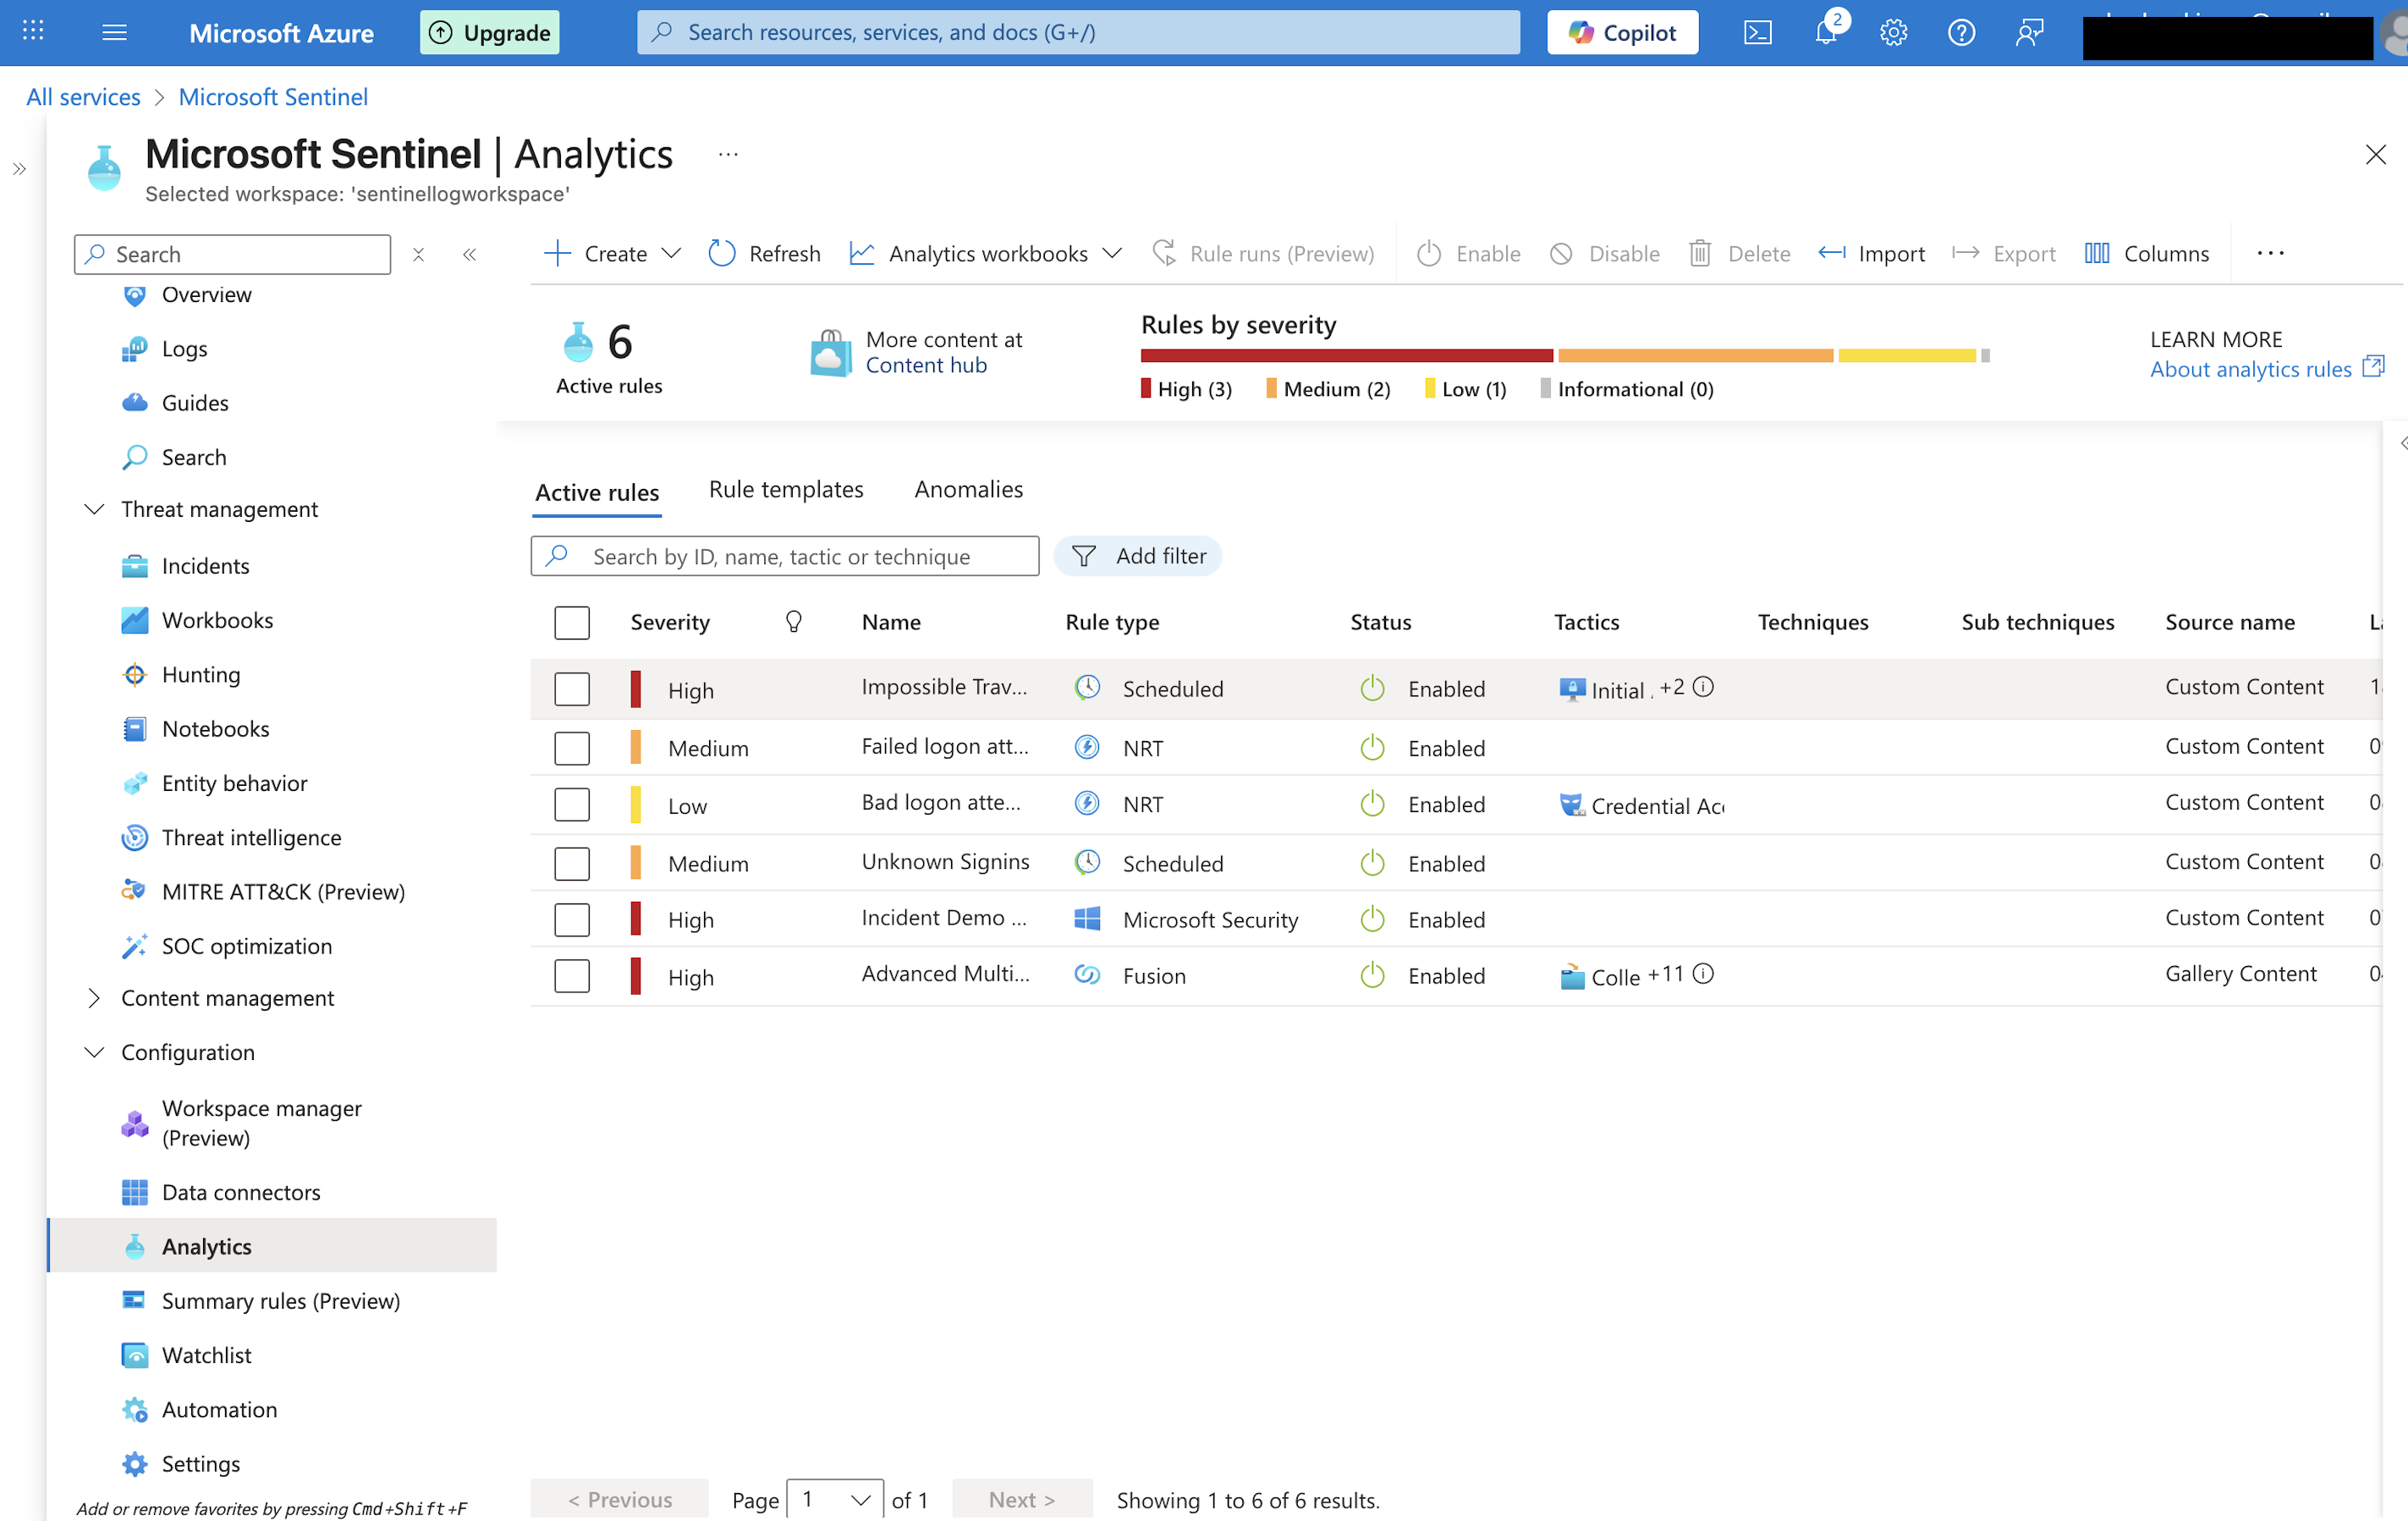 Microsoft Azure
Upgrade
Search resources, services, and docs (G+/)
Copilot
2
All services > Microsoft Sentinel
Microsoft Sentinel | Analytics ...
Selected workspace: 'sentinellogworkspace'
Search
Overview
Logs
Guides
Search
Threat management
Incidents
Workbooks
Hunting
Notebooks
Entity behavior
Threat intelligence
MITRE ATT&CK (Preview)
SOC optimization
Content management
Configuration
Workspace manager
(Preview)
Data connectors
Analytics
Summary rules (Preview)
Watchlist
Automation
Settings
Add or remove favorites by pressing Cmd+Shift+F
Create Refresh Analytics workbooks Rule runs (Preview) Enable Disable Delete Import Export Columns ...
6
Active rules
More content at
Content hub
Rules by severity
High (3) Medium (2) Low (1) Informational (0)
LEARN MORE
About analytics rules
Active rules Rule templates Anomalies
Search by ID, name, tactic or technique
Add filter
Severity Name Rule type Status Tactics Techniques Sub techniques Source name
High Impossible Trav... Scheduled Enabled Initial +2 Custom Content
Medium Failed logon att... NRT Enabled Custom Content
Low Bad logon atte... NRT Enabled Credential Acc Custom Content
Medium Unknown Signins Scheduled Enabled Custom Content
High Incident Demo ... Microsoft Security Enabled Custom Content
High Advanced Multi... Fusion Enabled Colle +11 Gallery Content
< Previous Page 1 of 1 Next > Showing 1 to 6 of 6 results.